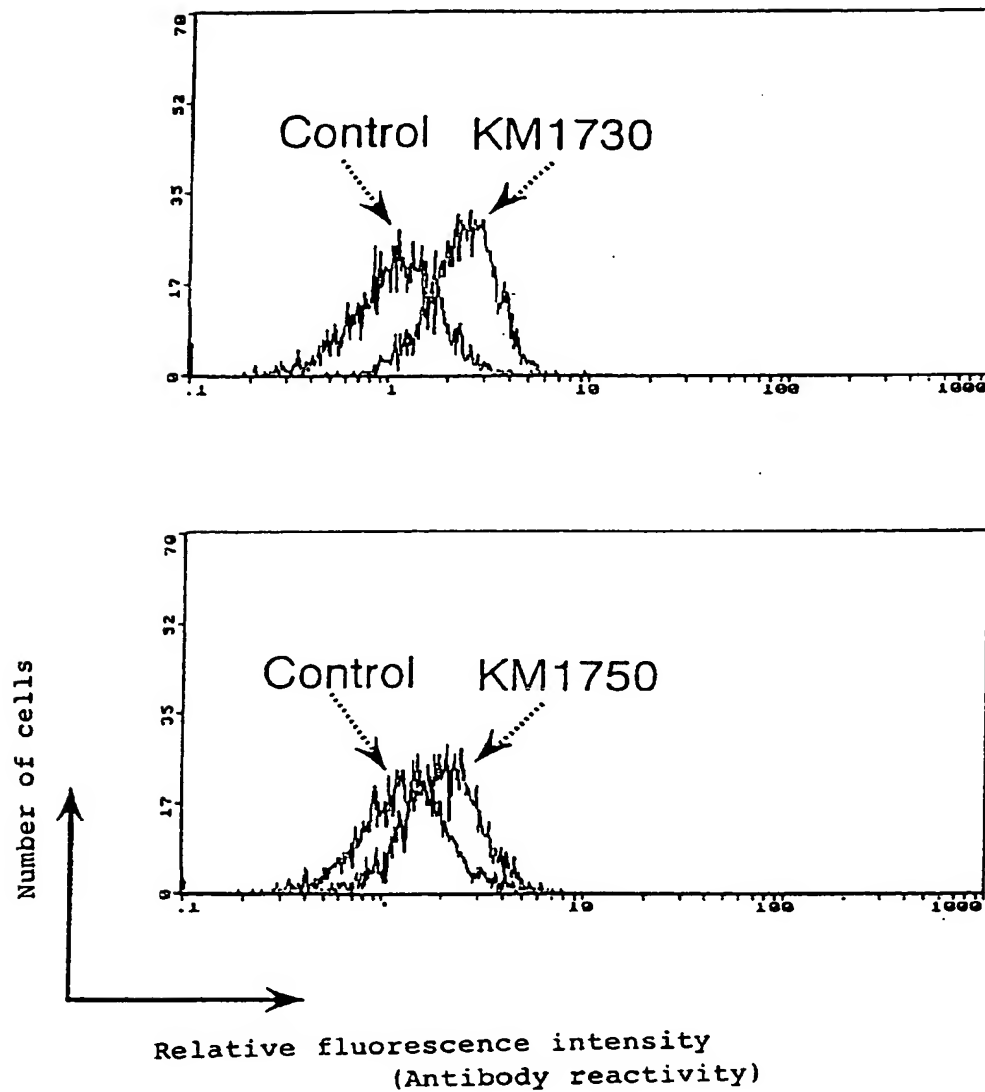 70
52
35
17
0
Control KM1730
.1 1 10 100 1000
70
52
35
17
0
Control KM1750
.1 10 100 1000
Number of cells
Relative fluorescence intensity
(Antibody reactivity)